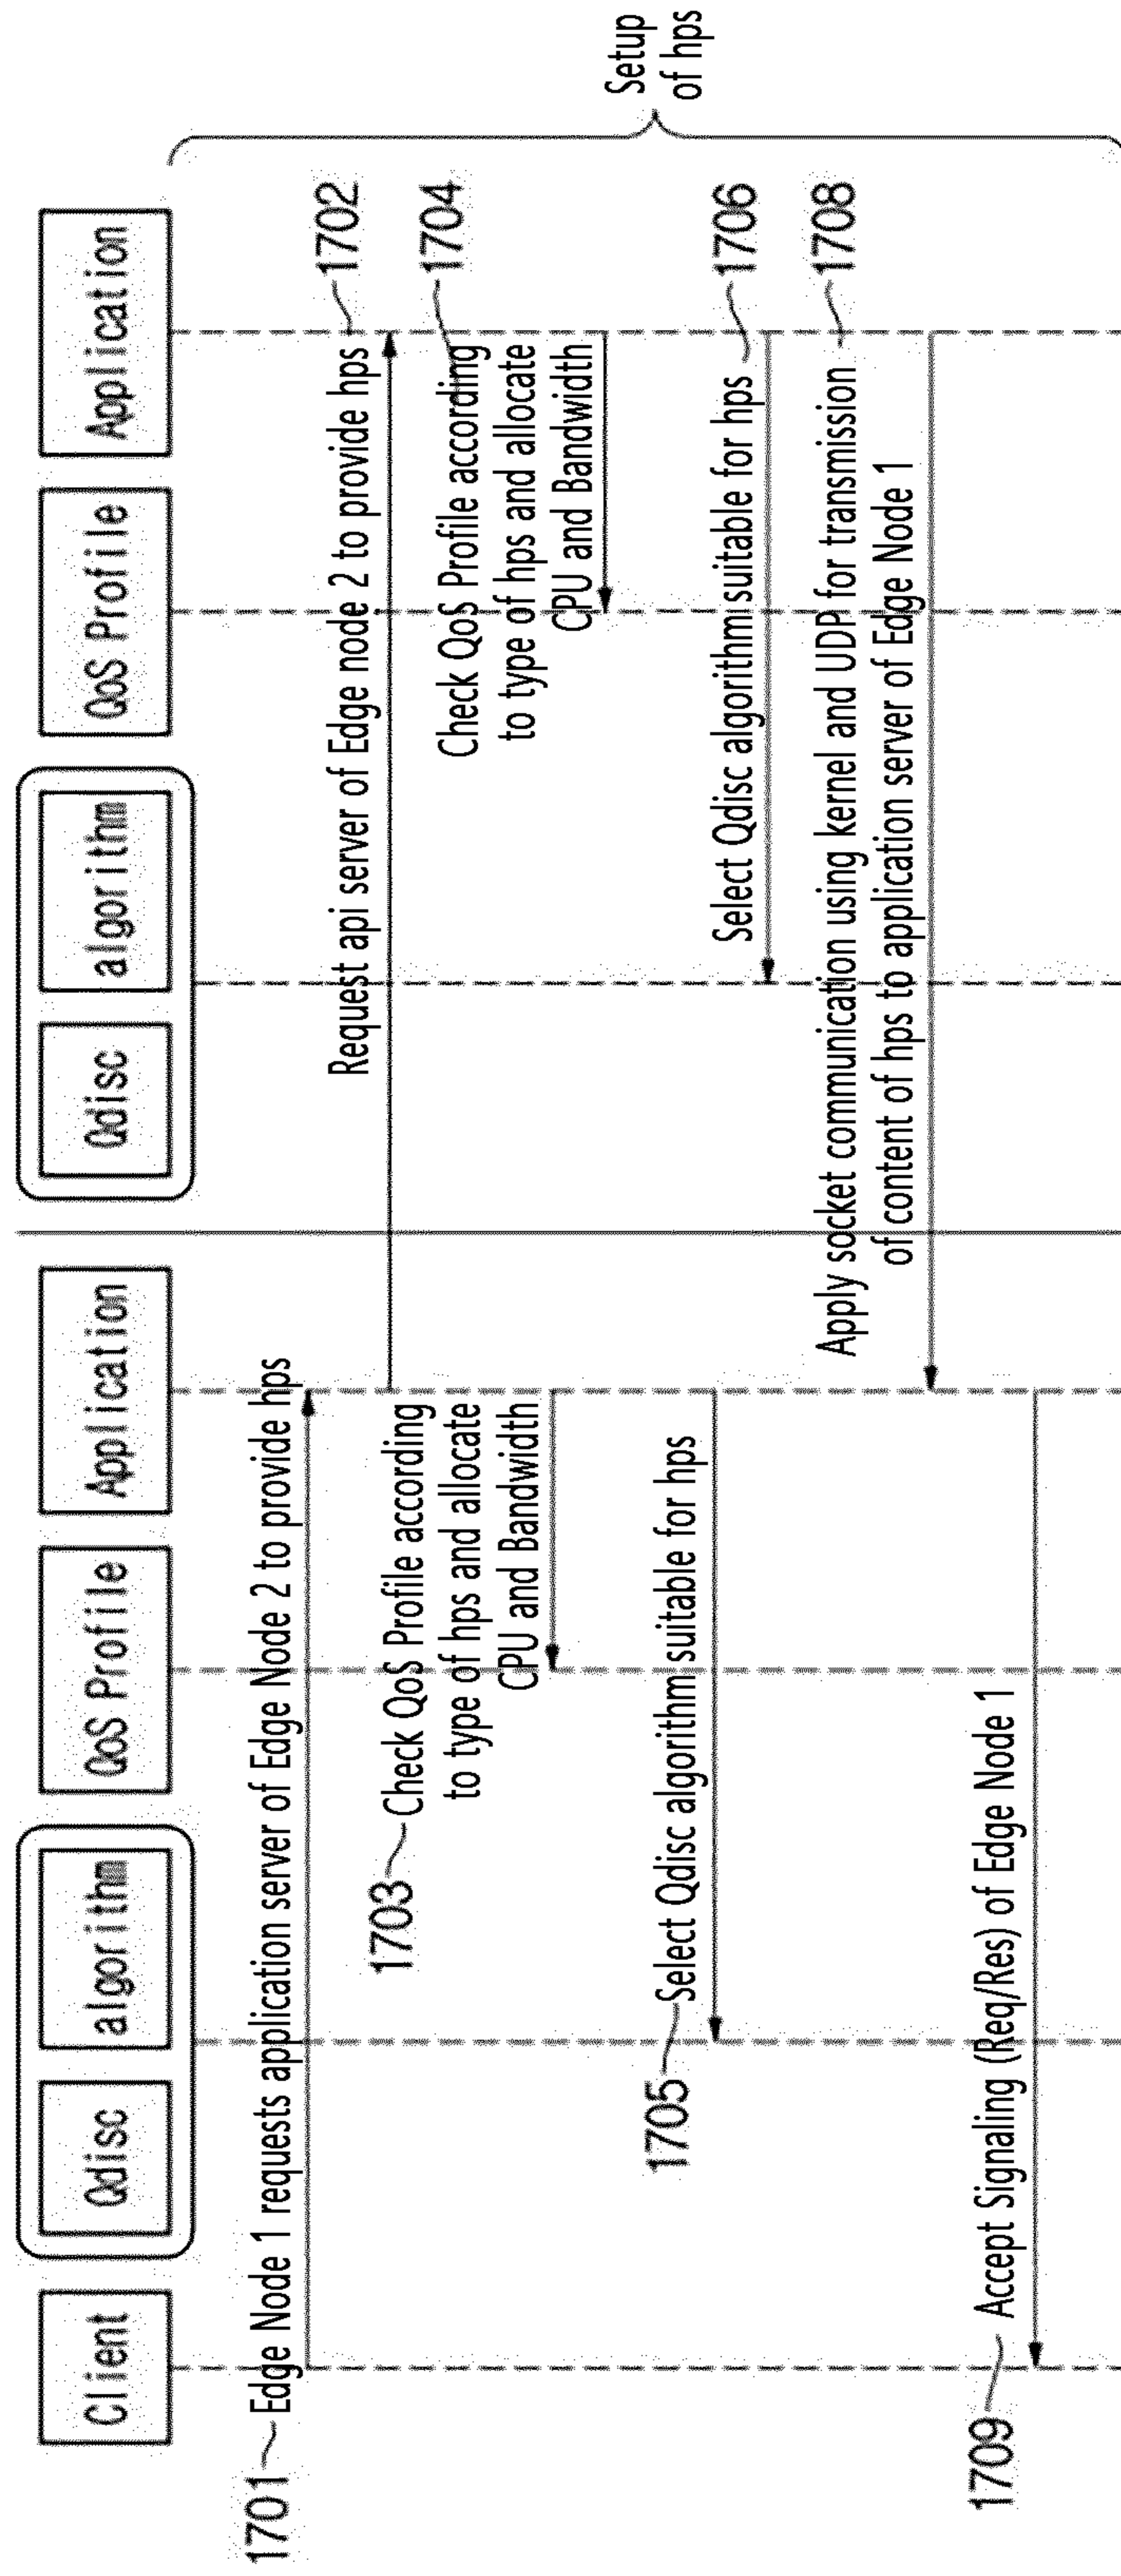 Client
Qdisc
algorithm
QoS Profile
Application
Qdisc
algorithm
QoS Profile
Application
1701
Edge Node 1 requests application server of Edge Node 2 to provide hps
Request api server of Edge node 2 to provide hps
1702
1703
Check QoS Profile according
to type of hps and allocate
CPU and Bandwidth
Check QoS Profile according
to type of hps and allocate
CPU and Bandwidth
1704
1705
Select Qdisc algorithm suitable for hps
Select Qdisc algorithm suitable for hps
1706
Apply socket communication using kernel and UDP for transmission
of content of hps to application server of Edge Node 1
1708
1709
Accept Signaling (Req/Res) of Edge Node 1
Setup
of hps